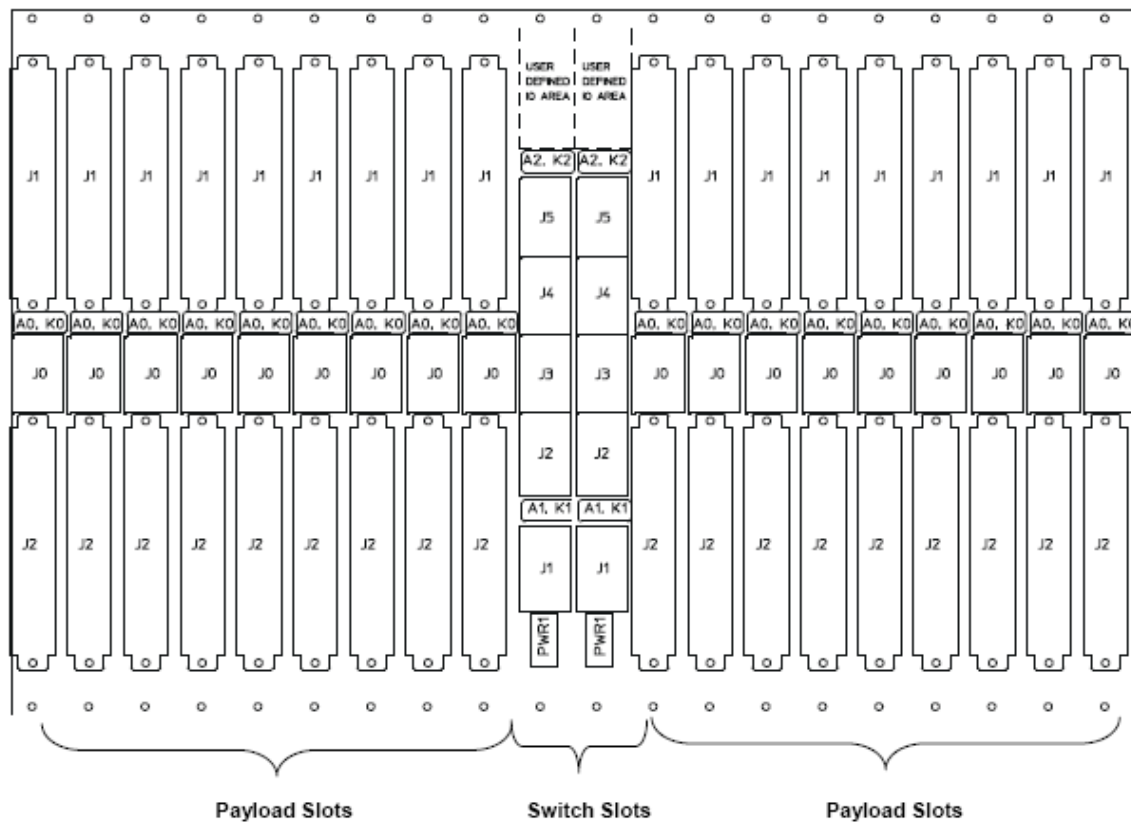 USER DEFINED IO AREA
USER DEFINED IO AREA
A2, K2 A2, K2
J1 J1 J1 J1 J1 J1 J1 J1 J1 J1 J1 J1 J1 J1 J1 J1 J1 J1
J5 J5
J4 J4
A0, K0 A0, K0 A0, K0 A0, K0 A0, K0 A0, K0 A0, K0 A0, K0 A0, K0 A0, K0 A0, K0 A0, K0 A0, K0 A0, K0 A0, K0 A0, K0 A0, K0 A0, K0
J0 J0 J0 J0 J0 J0 J0 J0 J0 J3 J3 J0 J0 J0 J0 J0 J0 J0 J0 J0
J2 J2
A1, K1 A1, K1
J2 J2 J2 J2 J2 J2 J2 J2 J2 J2 J2 J2 J2 J2 J2 J2 J2 J2
J1 J1
PWR1 PWR1
Payload Slots Switch Slots Payload Slots